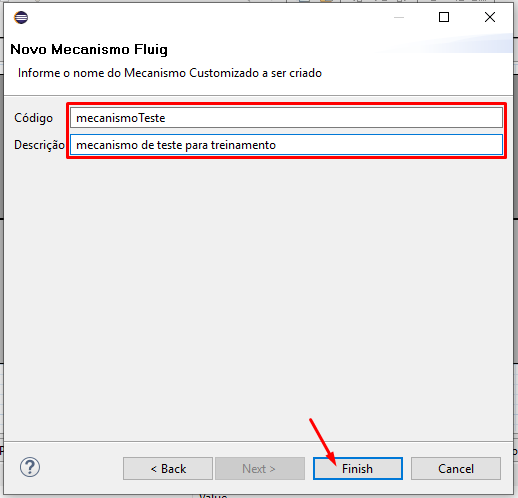 Novo Mecanismo Fluig
Informe o nome do Mecanismo Customizado a ser criado
Código mecanismoTeste
Descrição mecanismo de teste para treinamento
< Back Next > Finish Cancel
Value